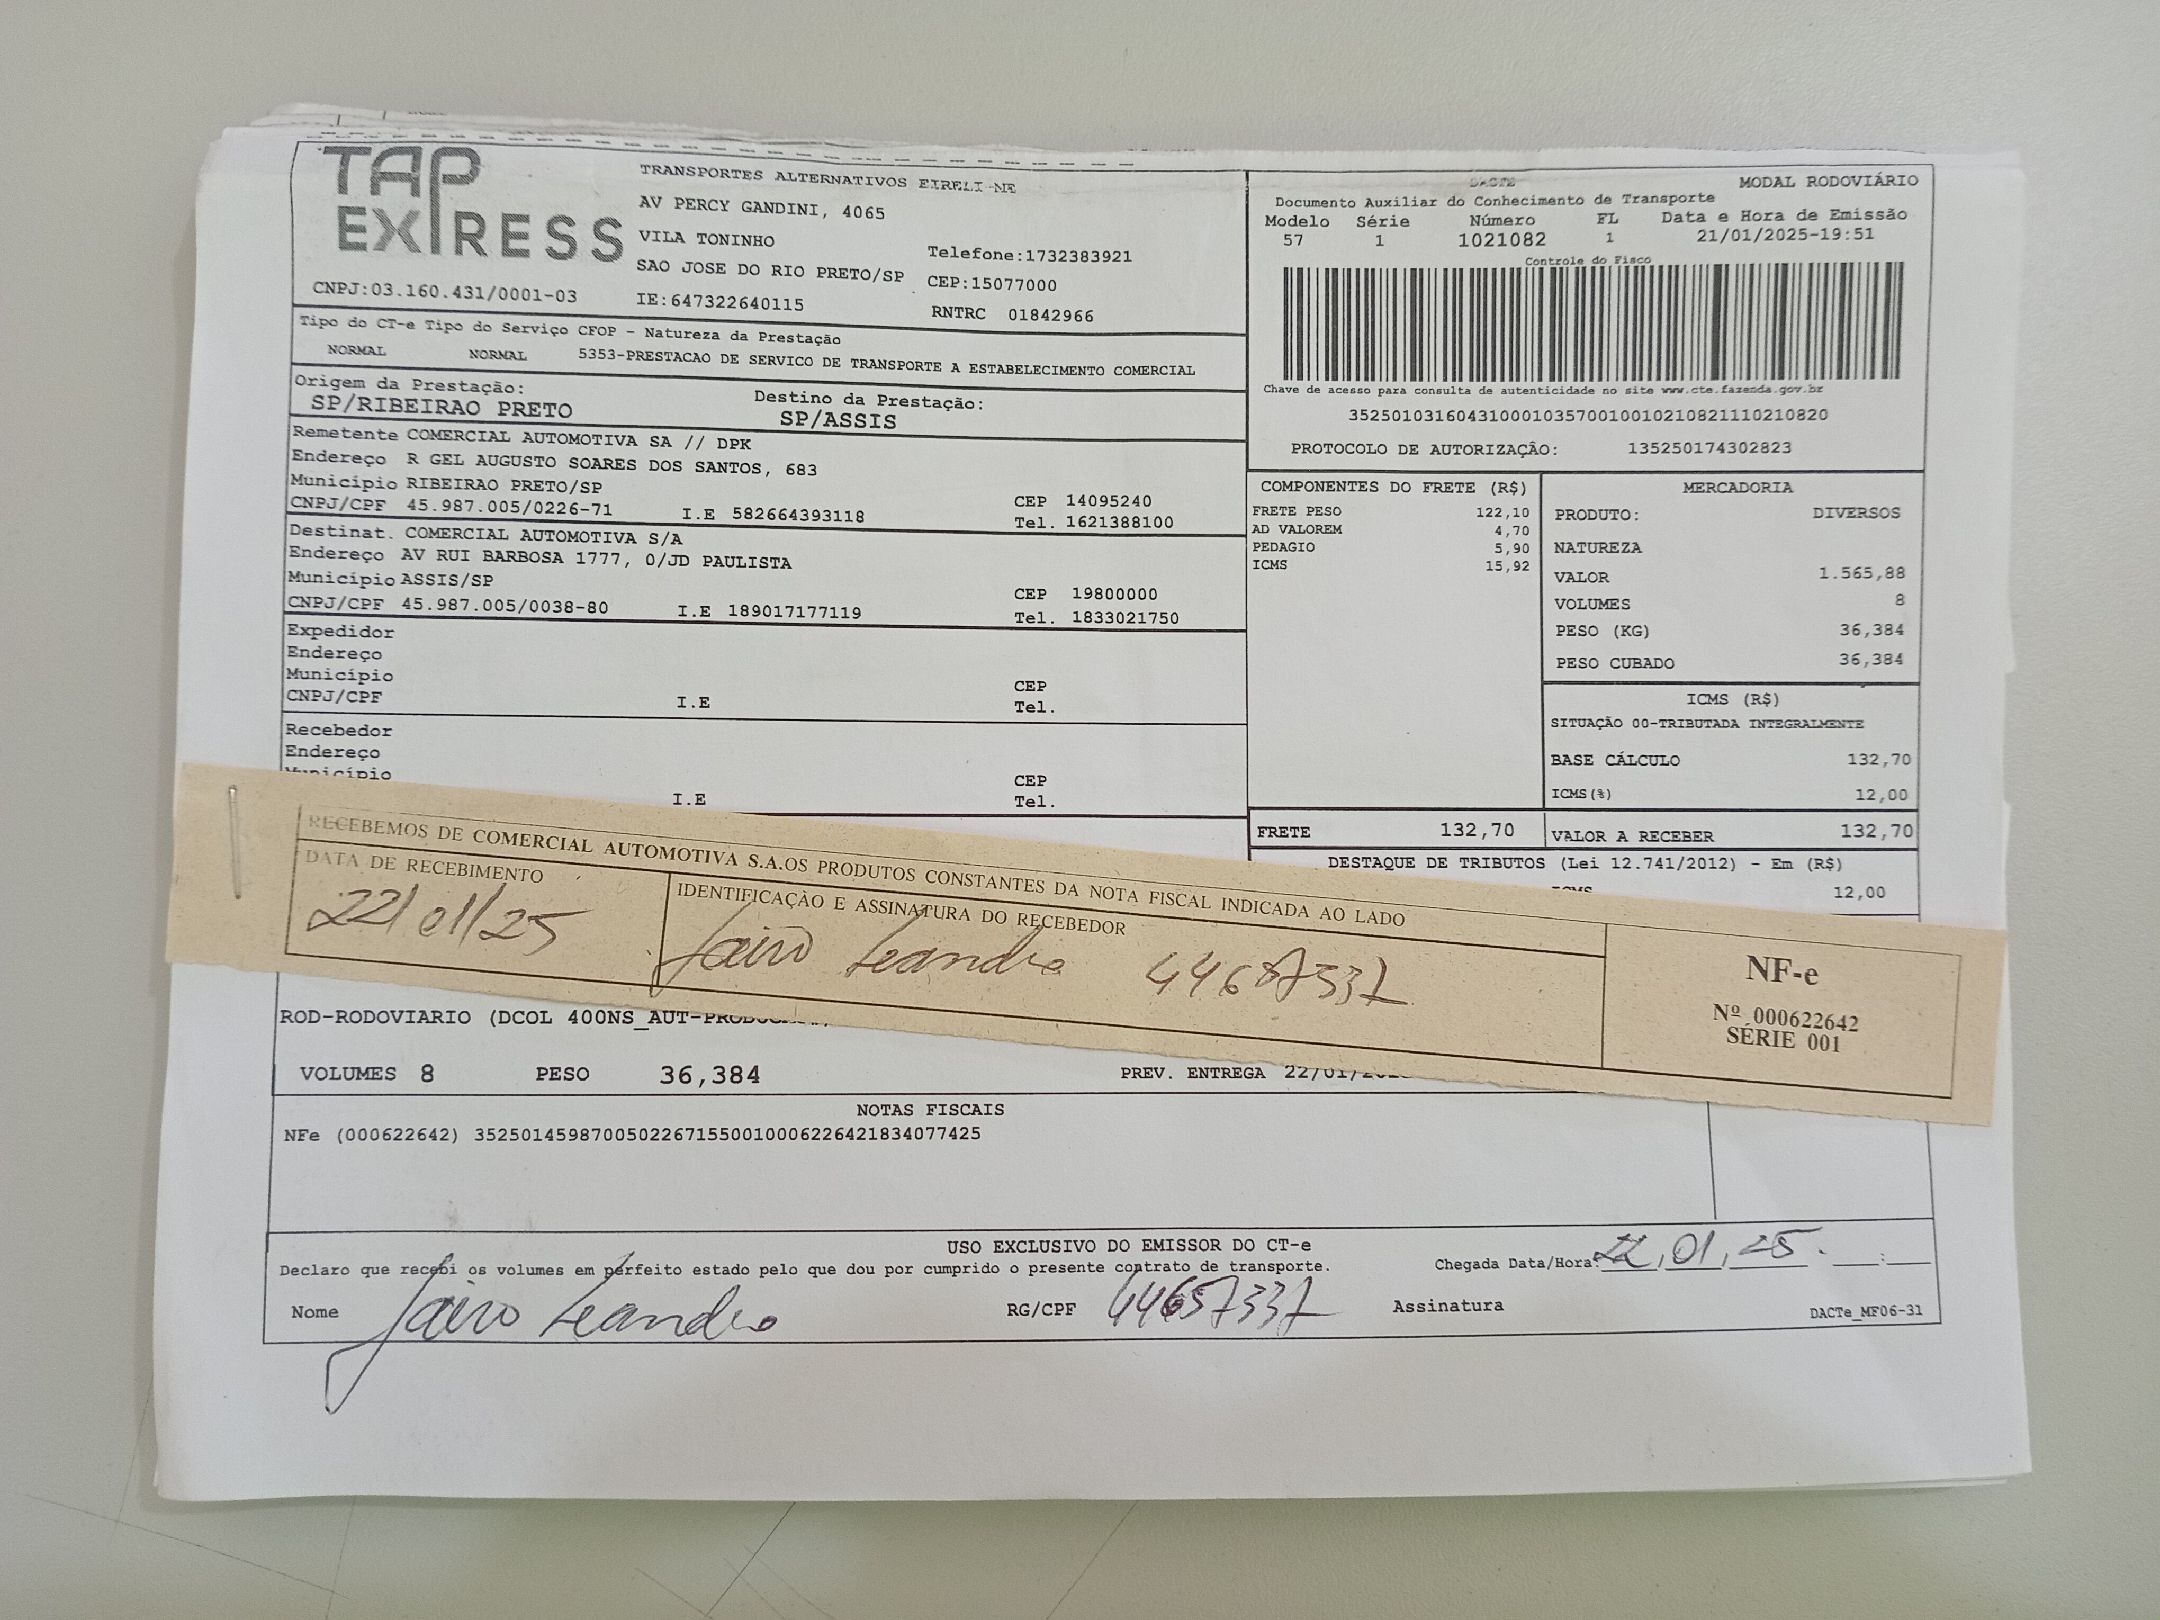 TAP EXPRESS
TRANSPORTES ALTERNATIVOS EIRELI-ME
AV PERCY GANDINI, 4065
VILA TONINHO
Telefone:1732383921
SAO JOSE DO RIO PRETO/SP CEP:15077000
CNPJ:03.160.431/0001-03 IE:647322640115 RNTRC 01842966
DACTE MODAL RODOVIÁRIO
Documento Auxiliar do Conhecimento de Transporte
Modelo Série Número FL Data e Hora de Emissão
57 1 1021082 1 21/01/2025-19:51
Controle do Fisco
Chave de acesso para consulta de autenticidade no site www.cte.fazenda.gov.br
35250103160431000103570010010210821110210820
PROTOCOLO DE AUTORIZAÇÂO: 135250174302823
Tipo do CT-e Tipo do Serviço CFOP - Natureza da Prestação
NORMAL NORMAL 5353-PRESTACAO DE SERVICO DE TRANSPORTE A ESTABELECIMENTO COMERCIAL
Origem da Prestação: Destino da Prestação:
SP/RIBEIRAO PRETO SP/ASSIS
Remetente COMERCIAL AUTOMOTIVA SA // DPK
Endereço R GEL AUGUSTO SOARES DOS SANTOS, 683
Município RIBEIRAO PRETO/SP CEP 14095240
CNPJ/CPF 45.987.005/0226-71 I.E 582664393118 Tel. 1621388100
Destinat. COMERCIAL AUTOMOTIVA S/A
Endereço AV RUI BARBOSA 1777, 0/JD PAULISTA
Município ASSIS/SP CEP 19800000
CNPJ/CPF 45.987.005/0038-80 I.E 189017177119 Tel. 1833021750
Expedidor
Endereço
Município CEP
CNPJ/CPF I.E Tel.
Recebedor
Endereço
Município CEP
I.E Tel.
COMPONENTES DO FRETE (R$)
FRETE PESO 122,10
AD VALOREM 4,70
PEDAGIO 5,90
ICMS 15,92
MERCADORIA
PRODUTO: DIVERSOS
NATUREZA
VALOR 1.565,88
VOLUMES 8
PESO (KG) 36,384
PESO CUBADO 36,384
ICMS (R$)
SITUAÇÃO 00-TRIBUTADA INTEGRALMENTE
BASE CÁLCULO 132,70
ICMS(%) 12,00
FRETE 132,70 VALOR A RECEBER 132,70
DESTAQUE DE TRIBUTOS (Lei 12.741/2012) - Em (R$)
ICMS 12,00
RECEBEMOS DE COMERCIAL AUTOMOTIVA S.A.OS PRODUTOS CONSTANTES DA NOTA FISCAL INDICADA AO LADO
DATA DE RECEBIMENTO IDENTIFICAÇÃO E ASSINATURA DO RECEBEDOR
22/01/25 Jairo Leandro 44687337
NF-e
Nº 000622642
SÉRIE 001
ROD-RODOVIARIO (DCOL 400NS_AUT-
VOLUMES 8 PESO 36,384 PREV. ENTREGA 22/01/
NOTAS FISCAIS
NFe (000622642) 35250145987005022671550010006226421834077425
USO EXCLUSIVO DO EMISSOR DO CT-e
Declaro que recebi os volumes em perfeito estado pelo que dou por cumprido o presente contrato de transporte.
Chegada Data/Hora: 22,01,25
Nome Jairo Leandro RG/CPF 44657337 Assinatura
DACTe_MF06-31